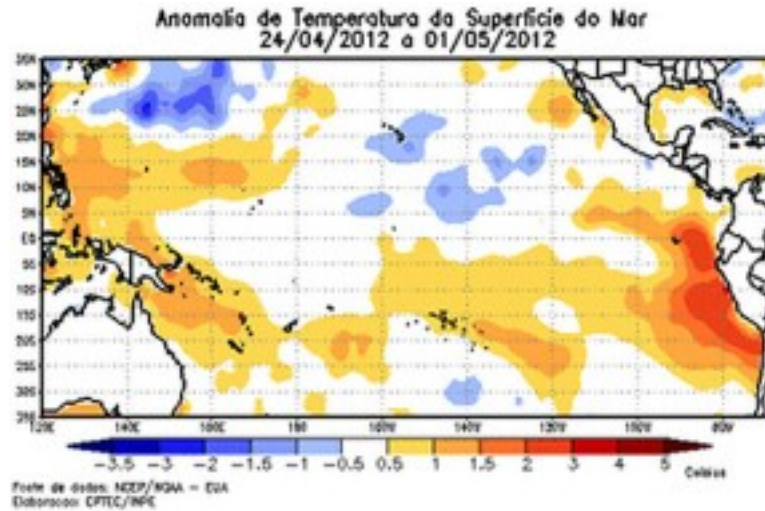 Anomalia de Temperatura da Superficie do Mar
24/04/2012 a 01/05/2012
35N
30N
25N
20N
15N
10N
5N
EQ
5S
10S
15S
20S
25S
30S
35S
120E 140E 160E 180 160W 140W 120W 100W 80W
-3.5 -3 -2 -1.5 -1 -0.5 0.5 1 1.5 2 3 4 5 Celsius
Fonte de dados: NCEP/NOAA - EUA
Elaboracao: CPTEC/INPE